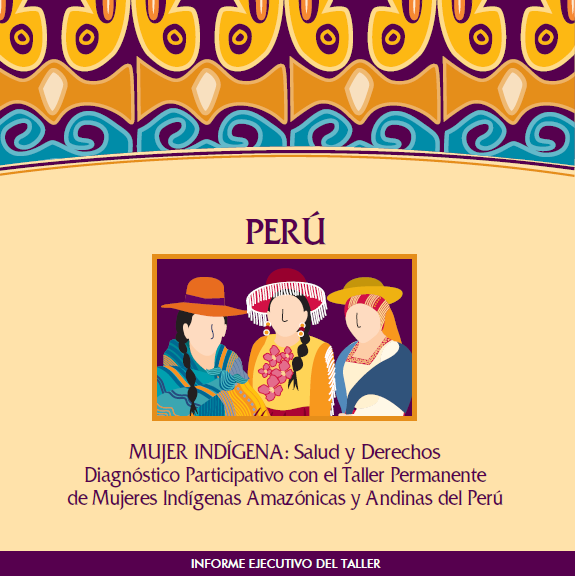 PERÚ
MUJER INDÍGENA: Salud y Derechos
Diagnóstico Participativo con el Taller Permanente
de Mujeres Indígenas Amazónicas y Andinas del Perú
INFORME EJECUTIVO DEL TALLER